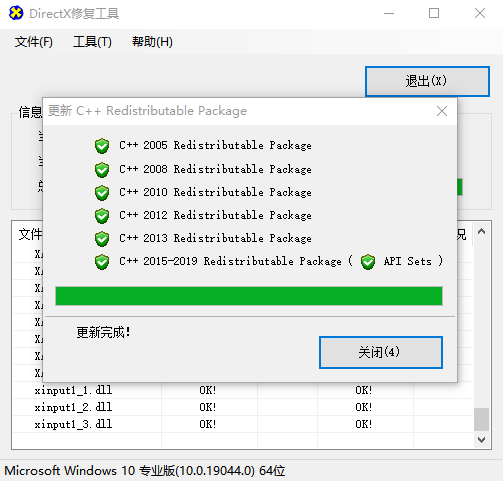 DirectX修复工具
文件(F) 工具(T) 帮助(H)
退出(X)
信息
更新 C++ Redistributable Package
C++ 2005 Redistributable Package
C++ 2008 Redistributable Package
C++ 2010 Redistributable Package
C++ 2012 Redistributable Package
C++ 2013 Redistributable Package
C++ 2015-2019 Redistributable Package ( API Sets )
更新完成!
关闭(4)
文件 况
xinput1_1.dll OK! OK!
xinput1_2.dll OK! OK!
xinput1_3.dll OK! OK!
Microsoft Windows 10 专业版(10.0.19044.0) 64位